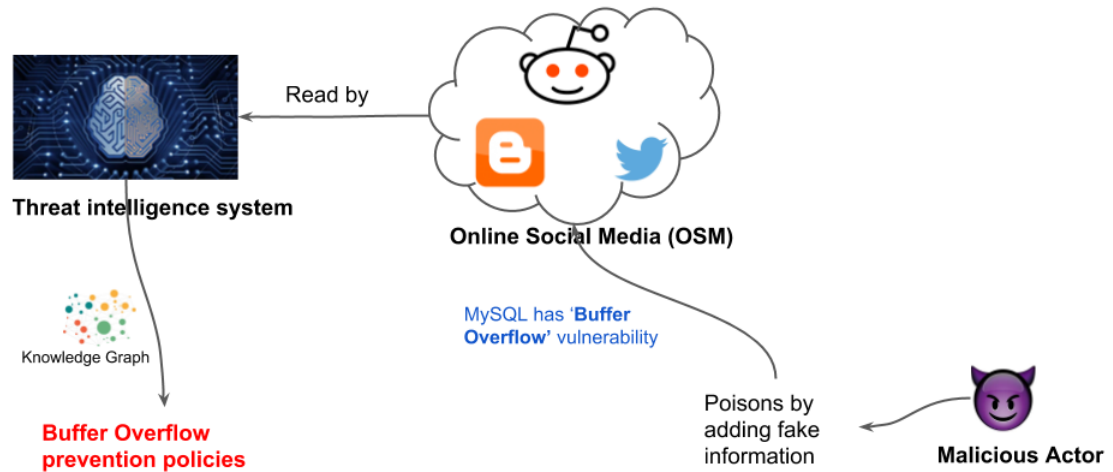 Read by
Threat intelligence system
Online Social Media (OSM)
MySQL has ‘Buffer
Overflow’ vulnerability
Knowledge Graph
Buffer Overflow
prevention policies
Poisons by
adding fake
information
Malicious Actor